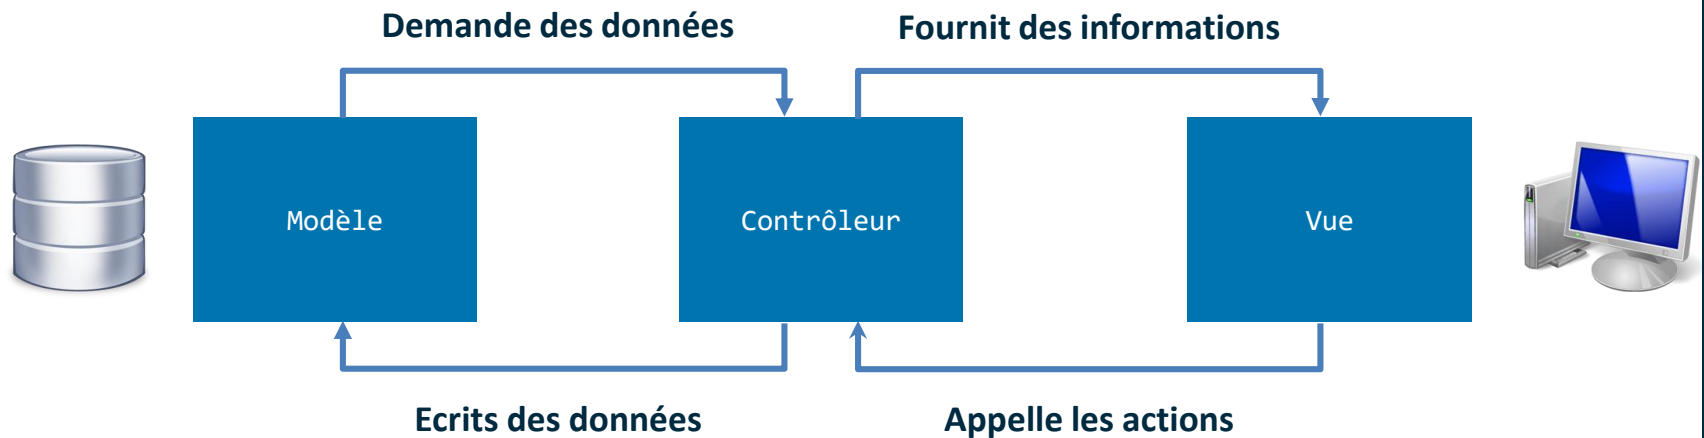 Demande des données
Fournit des informations
Modèle
Contrôleur
Vue
Ecrits des données
Appelle les actions